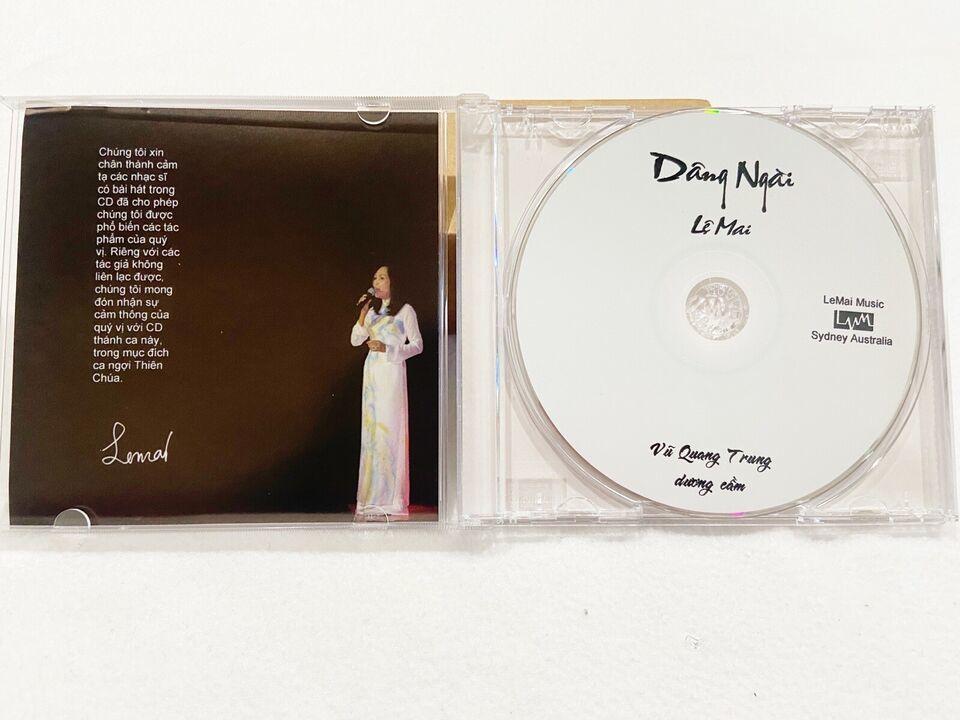 Chúng tôi xin
chân thành cảm
tạ các nhạc sĩ
có bài hát trong
CD đã cho phép
chúng tôi được
phổ biến các tác
phẩm của quý
vị. Riêng với các
tác giả không
liên lạc được,
chúng tôi mong
đón nhận sự
cảm thông của
quý vị với CD
thánh ca này,
trong mục đích
ca ngợi Thiên
Chúa.
Lemai
Dâng Ngài
Lệ Mai
LeMai Music
LM
Sydney Australia
Vũ Quang Trung
dương cầm